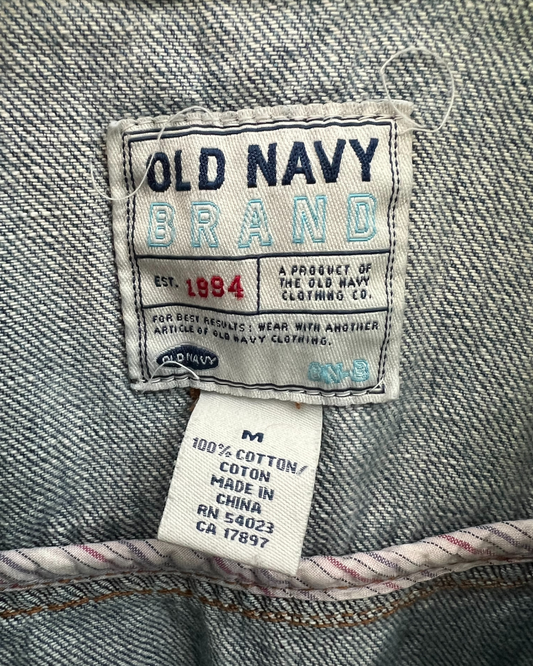 OLD NAVY
BRAND
EST. 1994
A PRODUCT OF
THE OLD NAVY
CLOTHING CO.
FOR BEST RESULTS: WEAR WITH ANOTHER
ARTICLE OF OLD NAVY CLOTHING.
OLD NAVY
M
100% COTTON/
COTON
MADE IN
CHINA
RN 54023
CA 17897